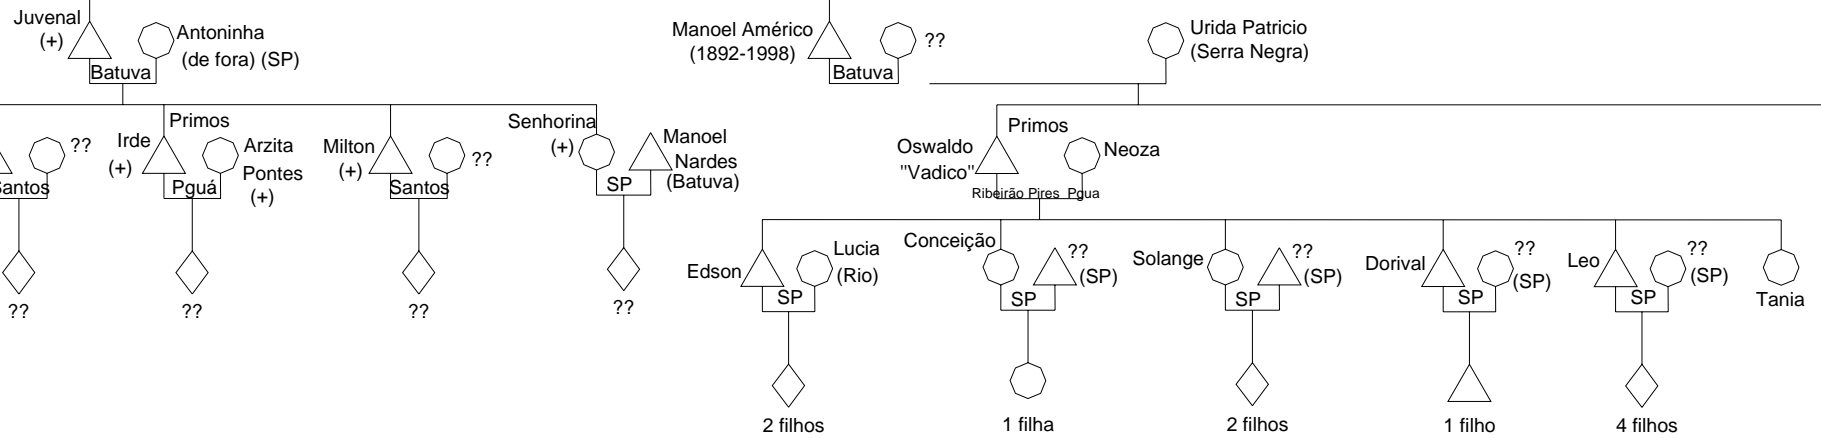 Juvenal
(+)
Antoninha
(de fora) (SP)
Batuva
Manoel Américo
(1892-1998)
??
Batuva
Urida Patricio
(Serra Negra)
??
Santos
Primos
Irde
(+)
Arzita
Pontes
(+)
Pguá
Milton
(+)
??
Santos
Senhorina
(+)
Manoel
Nardes
(Batuva)
SP
Primos
Oswaldo
"Vadico"
Neoza
Ribeirão Pires Pgua
??
??
??
??
Edson
Lucia
(Rio)
SP
Conceição
??
(SP)
SP
Solange
??
(SP)
SP
Dorival
??
(SP)
SP
Leo
??
(SP)
SP
Tania
2 filhos
1 filha
2 filhos
1 filho
4 filhos